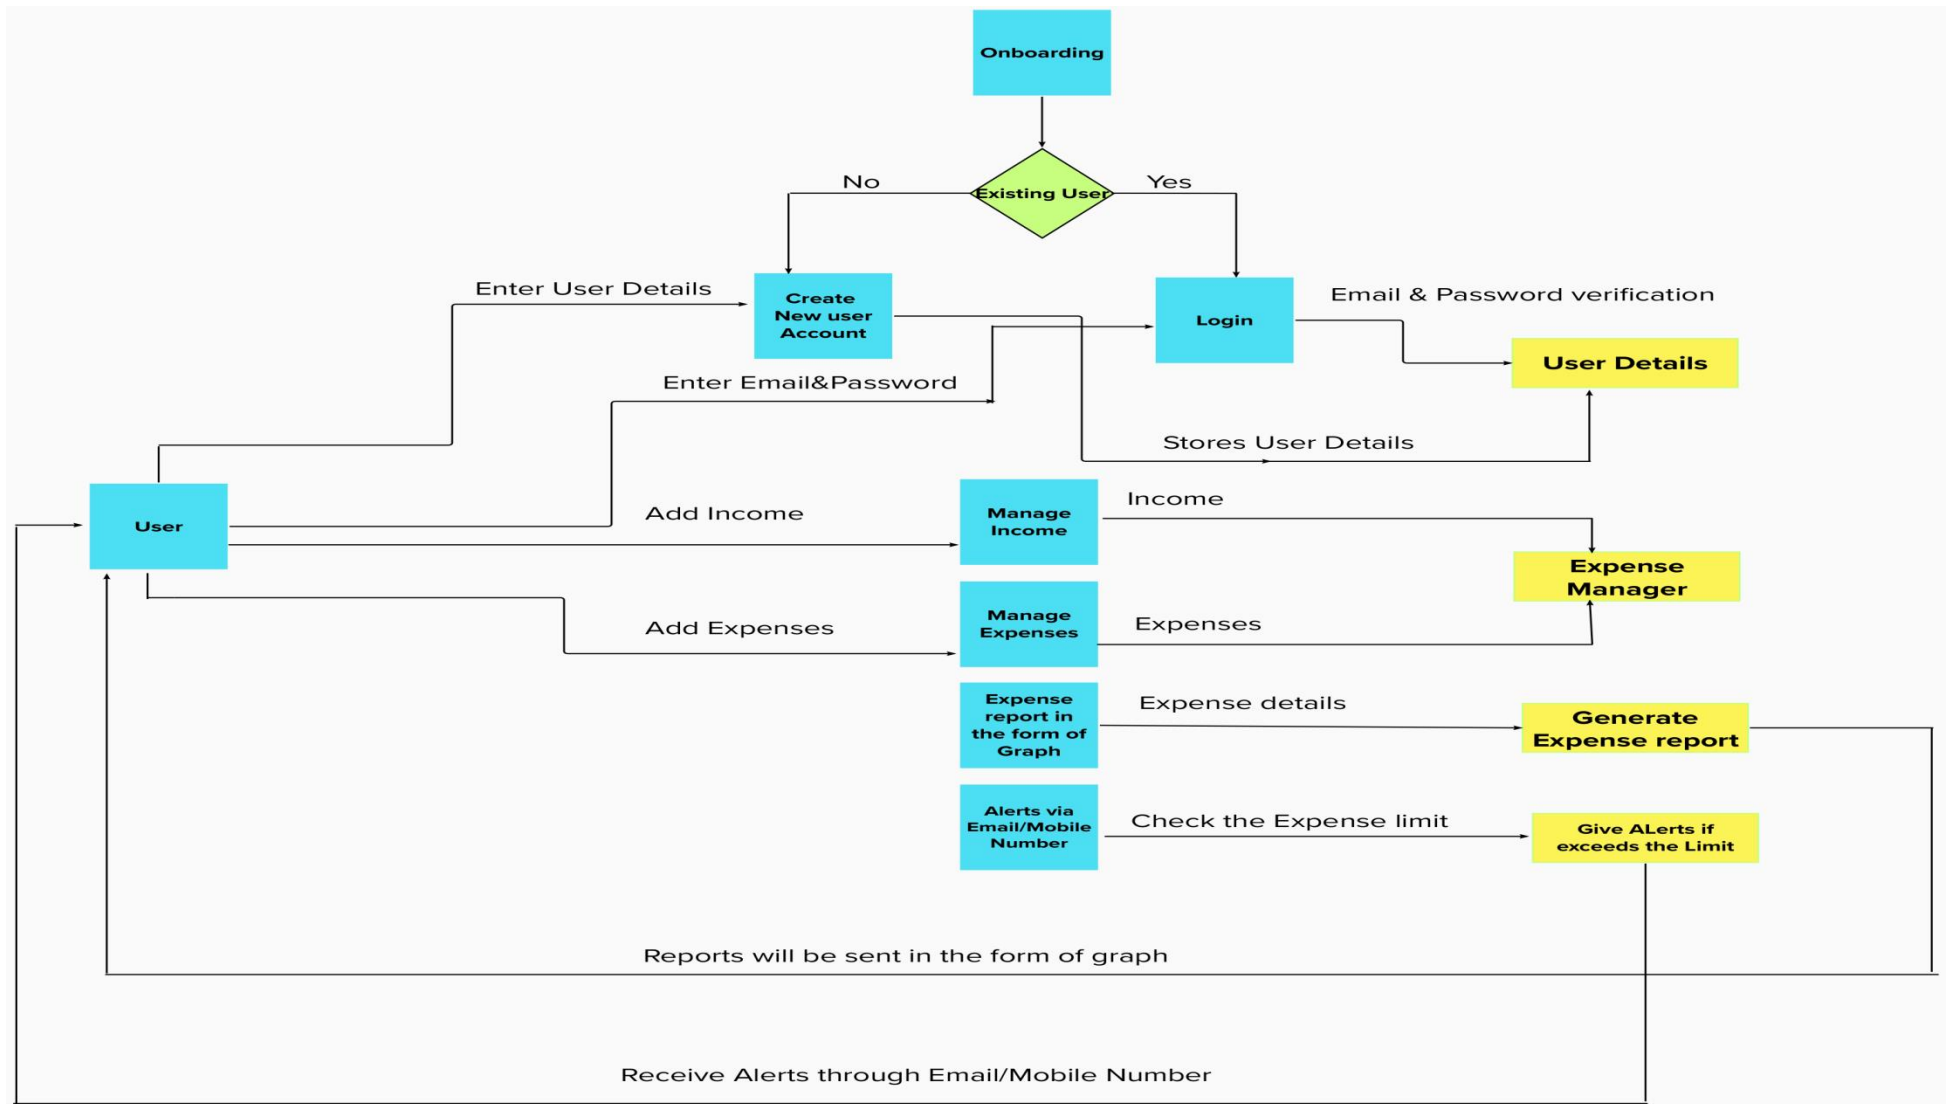 Onboarding
No
Existing User
Yes
Enter User Details
Create
New user
Account
Login
Email & Password verification
User Details
Enter Email&Password
Stores User Details
User
Add Income
Manage
Income
Income
Expense
Manager
Add Expenses
Manage
Expenses
Expenses
Expense
report in
the form of
Graph
Expense details
Generate
Expense report
Alerts via
Email/Mobile
Number
Check the Expense limit
Give ALerts if
exceeds the Limit
Reports will be sent in the form of graph
Receive Alerts through Email/Mobile Number